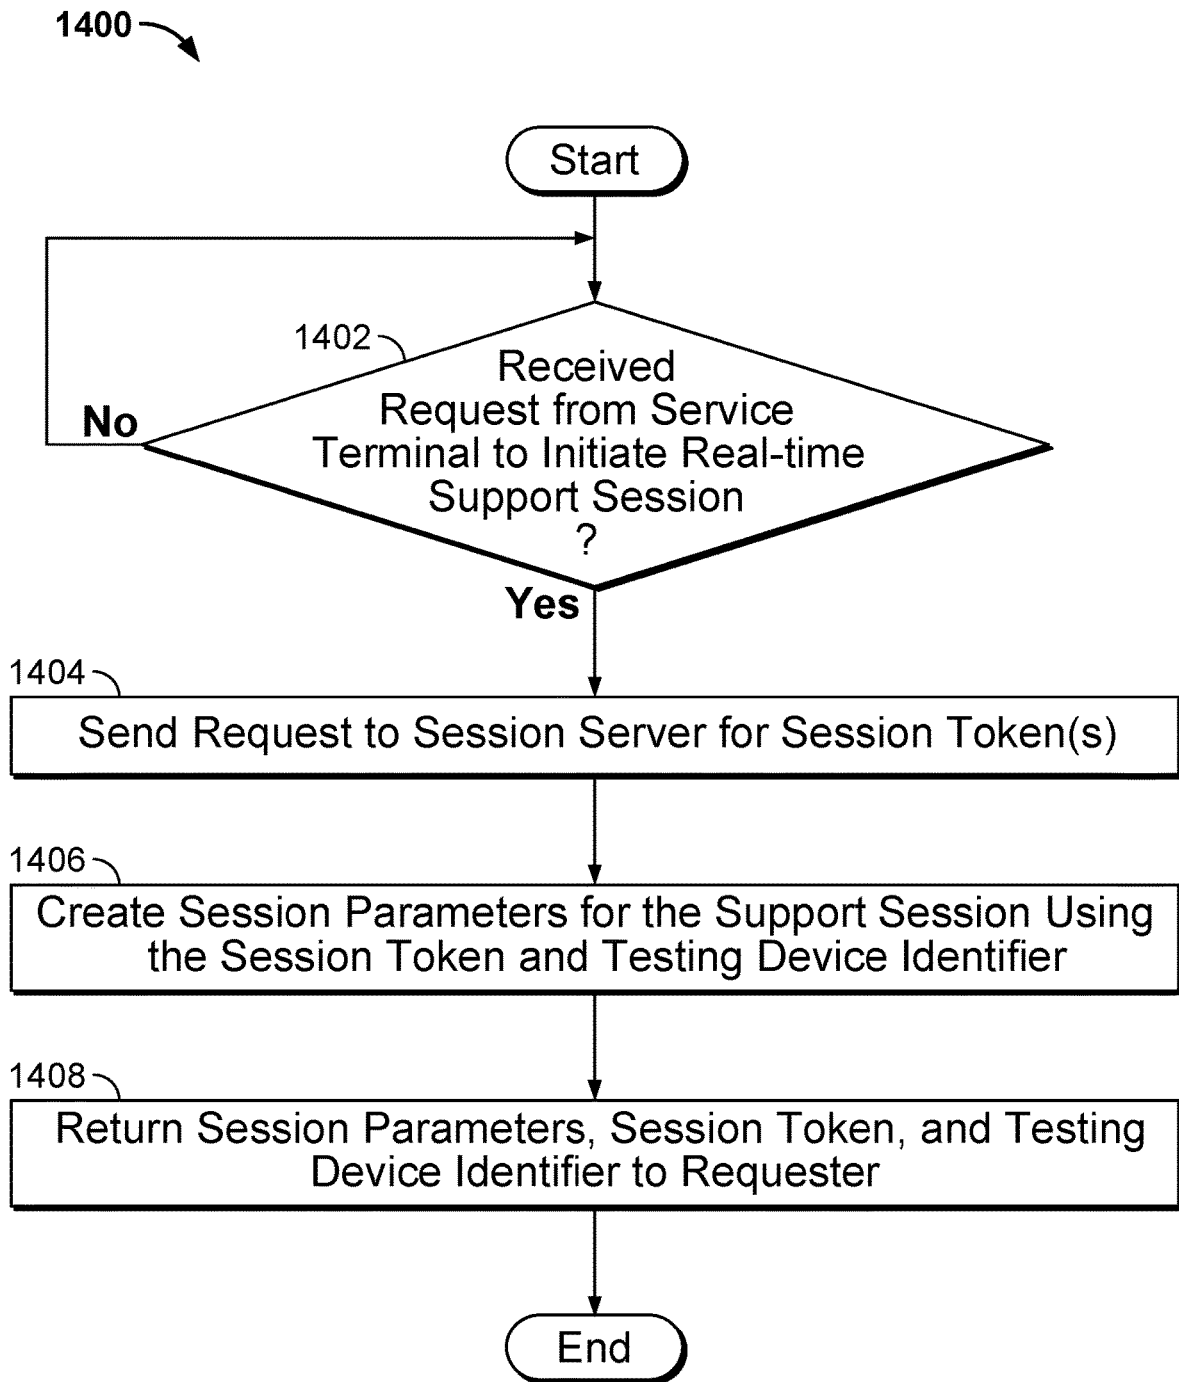 1400
Start
1402
Received
Request from Service
Terminal to Initiate Real-time
Support Session
?
No
Yes
1404
Send Request to Session Server for Session Token(s)
1406
Create Session Parameters for the Support Session Using
the Session Token and Testing Device Identifier
1408
Return Session Parameters, Session Token, and Testing
Device Identifier to Requester
End